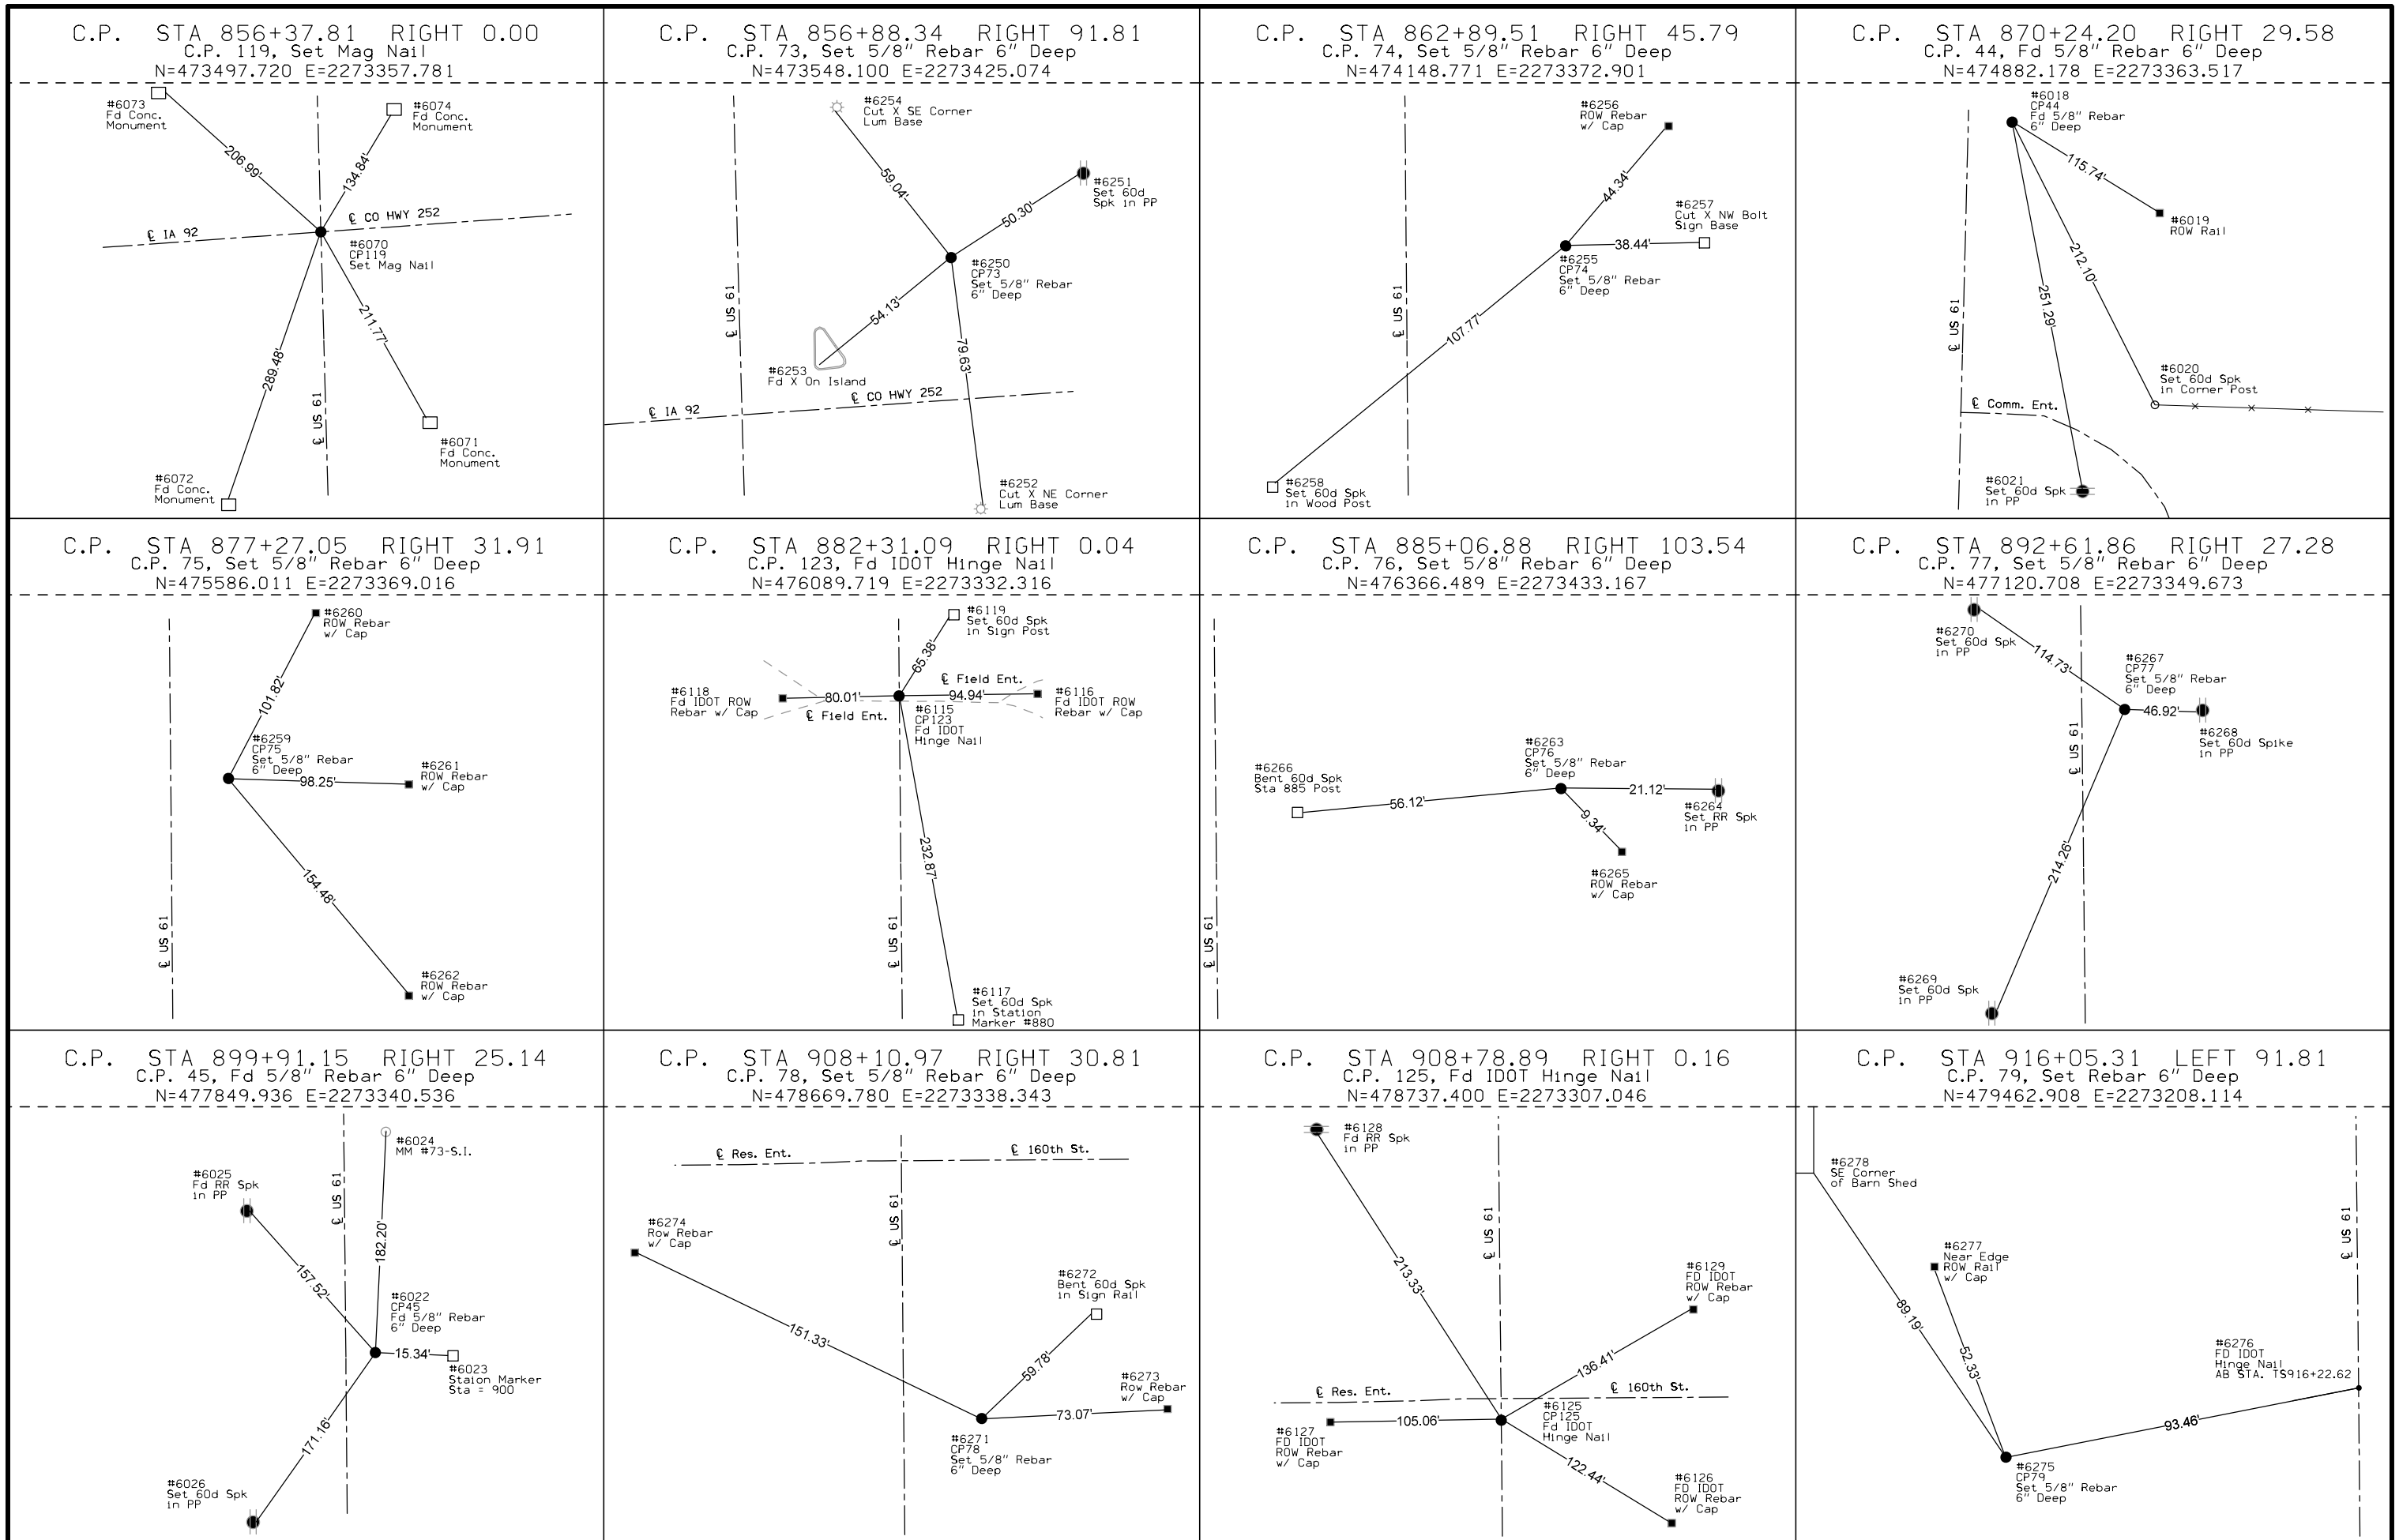 C.P. STA 856+37.81 RIGHT 0.00
C.P. 119, Set Mag Nail
N=473497.720 E=2273357.781
#6073
Fd Conc.
Monument
#6074
Fd Conc.
Monument
206.99'
134.84'
℄ CO HWY 252
℄ IA 92
#6070
CP119
Set Mag Nail
211.77'
289.48'
℄ US 61
#6071
Fd Conc.
Monument
#6072
Fd Conc.
Monument
C.P. STA 856+88.34 RIGHT 91.81
C.P. 73, Set 5/8" Rebar 6" Deep
N=473548.100 E=2273425.074
#6254
Cut X SE Corner
Lum Base
59.04'
#6251
Set 60d
Spk in PP
50.30'
#6250
CP73
Set 5/8" Rebar
6" Deep
℄ US 61
54.13'
79.63'
#6253
Fd X On Island
℄ CO HWY 252
℄ IA 92
#6252
Cut X NE Corner
Lum Base
C.P. STA 862+89.51 RIGHT 45.79
C.P. 74, Set 5/8" Rebar 6" Deep
N=474148.771 E=2273372.901
#6256
ROW Rebar
w/ Cap
44.34'
#6257
Cut X NW Bolt
Sign Base
38.44'
#6255
CP74
Set 5/8" Rebar
6" Deep
℄ US 61
107.77'
#6258
Set 60d Spk
in Wood Post
C.P. STA 870+24.20 RIGHT 29.58
C.P. 44, Fd 5/8" Rebar 6" Deep
N=474882.178 E=2273363.517
#6018
CP44
Fd 5/8" Rebar
6" Deep
115.74'
#6019
ROW Rail
212.10'
251.29'
℄ US 61
#6020
Set 60d Spk
in Corner Post
℄ Comm. Ent.
#6021
Set 60d Spk
in PP
C.P. STA 877+27.05 RIGHT 31.91
C.P. 75, Set 5/8" Rebar 6" Deep
N=475586.011 E=2273369.016
#6260
ROW Rebar
w/ Cap
101.82'
#6259
CP75
Set 5/8" Rebar
6" Deep
98.25'
#6261
ROW Rebar
w/ Cap
154.48'
℄ US 61
#6262
ROW Rebar
w/ Cap
C.P. STA 882+31.09 RIGHT 0.04
C.P. 123, Fd IDOT Hinge Nail
N=476089.719 E=2273332.316
#6119
Set 60d Spk
in Sign Post
65.38'
℄ Field Ent.
#6118
Fd IDOT ROW
Rebar w/ Cap
80.01'
94.94'
#6116
Fd IDOT ROW
Rebar w/ Cap
℄ Field Ent.
#6115
CP123
Fd IDOT
Hinge Nail
232.87'
℄ US 61
#6117
Set 60d Spk
in Station
Marker #880
C.P. STA 885+06.88 RIGHT 103.54
C.P. 76, Set 5/8" Rebar 6" Deep
N=476366.489 E=2273433.167
#6263
CP76
Set 5/8" Rebar
6" Deep
#6266
Bent 60d Spk
Sta 885 Post
56.12'
21.12'
#6264
Set RR Spk
in PP
9.34'
#6265
ROW Rebar
w/ Cap
℄ US 61
C.P. STA 892+61.86 RIGHT 27.28
C.P. 77, Set 5/8" Rebar 6" Deep
N=477120.708 E=2273349.673
#6270
Set 60d Spk
in PP
114.73'
#6267
CP77
Set 5/8" Rebar
6" Deep
46.92'
#6268
Set 60d Spike
in PP
℄ US 61
214.26'
#6269
Set 60d Spk
in PP
C.P. STA 899+91.15 RIGHT 25.14
C.P. 45, Fd 5/8" Rebar 6" Deep
N=477849.936 E=2273340.536
#6024
MM #73-S.I.
#6025
Fd RR Spk
in PP
℄ US 61
182.20'
157.52'
#6022
CP45
Fd 5/8" Rebar
6" Deep
15.34'
#6023
Staion Marker
Sta = 900
171.16'
#6026
Set 60d Spk
in PP
C.P. STA 908+10.97 RIGHT 30.81
C.P. 78, Set 5/8" Rebar 6" Deep
N=478669.780 E=2273338.343
℄ Res. Ent.
℄ 160th St.
℄ US 61
#6274
Row Rebar
w/ Cap
#6272
Bent 60d Spk
in Sign Rail
151.33'
59.78'
#6273
Row Rebar
w/ Cap
73.07'
#6271
CP78
Set 5/8" Rebar
6" Deep
C.P. STA 908+78.89 RIGHT 0.16
C.P. 125, Fd IDOT Hinge Nail
N=478737.400 E=2273307.046
#6128
Fd RR Spk
in PP
℄ US 61
213.33'
#6129
FD IDOT
ROW Rebar
w/ Cap
136.41'
℄ Res. Ent.
℄ 160th St.
105.06'
#6127
FD IDOT
ROW Rebar
w/ Cap
#6125
CP125
Fd IDOT
Hinge Nail
122.44'
#6126
FD IDOT
ROW Rebar
w/ Cap
C.P. STA 916+05.31 LEFT 91.81
C.P. 79, Set Rebar 6" Deep
N=479462.908 E=2273208.114
#6278
SE Corner
of Barn Shed
℄ US 61
#6277
Near Edge
ROW Rail
w/ Cap
89.19'
52.33'
#6276
FD IDOT
Hinge Nail
AB STA. TS916+22.62
93.46'
#6275
CP79
Set 5/8" Rebar
6" Deep